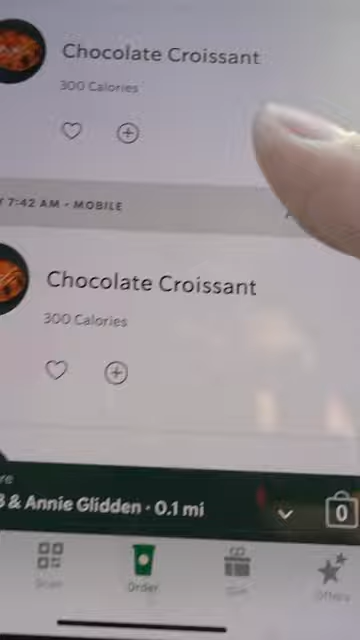 Chocolate Croissant
300 Calories
7:42 AM - MOBILE
Chocolate Croissant
300 Calories
& Annie Glidden · 0.1 mi
0
Order
Offers